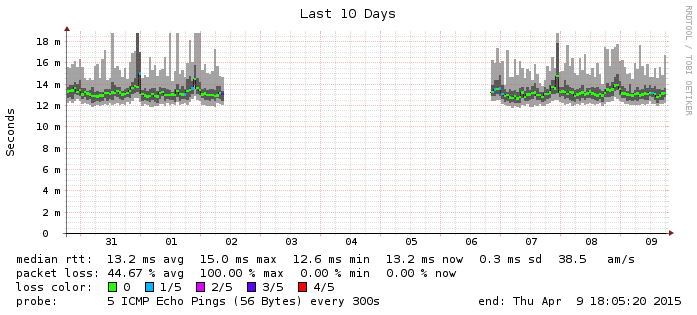 Last 10 Days
RRDTOOL / TOBI OETIKER
Seconds
18 m
16 m
14 m
12 m
10 m
8 m
6 m
4 m
2 m
0
31 01 02 03 04 05 06 07 08 09
median rtt: 13.2 ms avg 15.0 ms max 12.6 ms min 13.2 ms now 0.3 ms sd 38.5 am/s
packet loss: 44.67 % avg 100.00 % max 0.00 % min 0.00 % now
loss color: 0 1/5 2/5 3/5 4/5
probe: 5 ICMP Echo Pings (56 Bytes) every 300s end: Thu Apr 9 18:05:20 2015